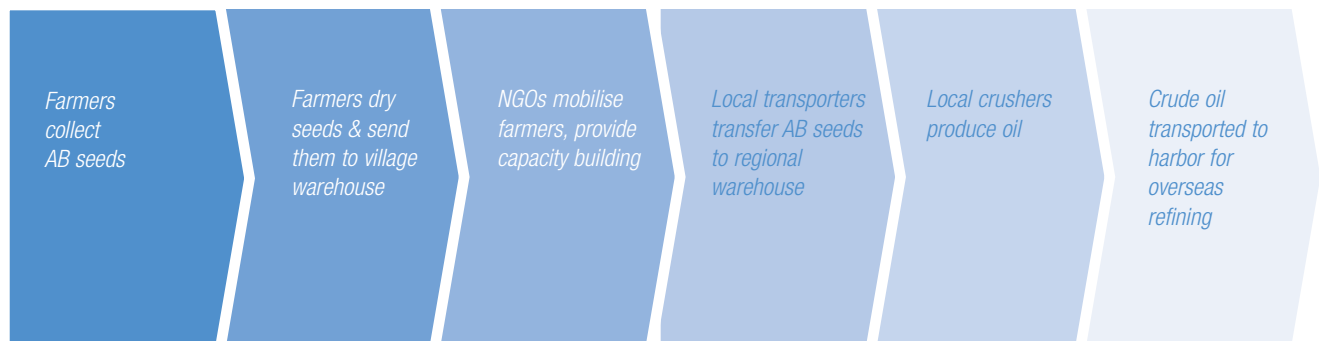 Farmers
collect
AB seeds
Farmers dry
seeds & send
them to village
warehouse
NGOs mobilise
farmers, provide
capacity building
Local transporters
transfer AB seeds
to regional
warehouse
Local crushers
produce oil
Crude oil
transported to
harbor for
overseas
refining